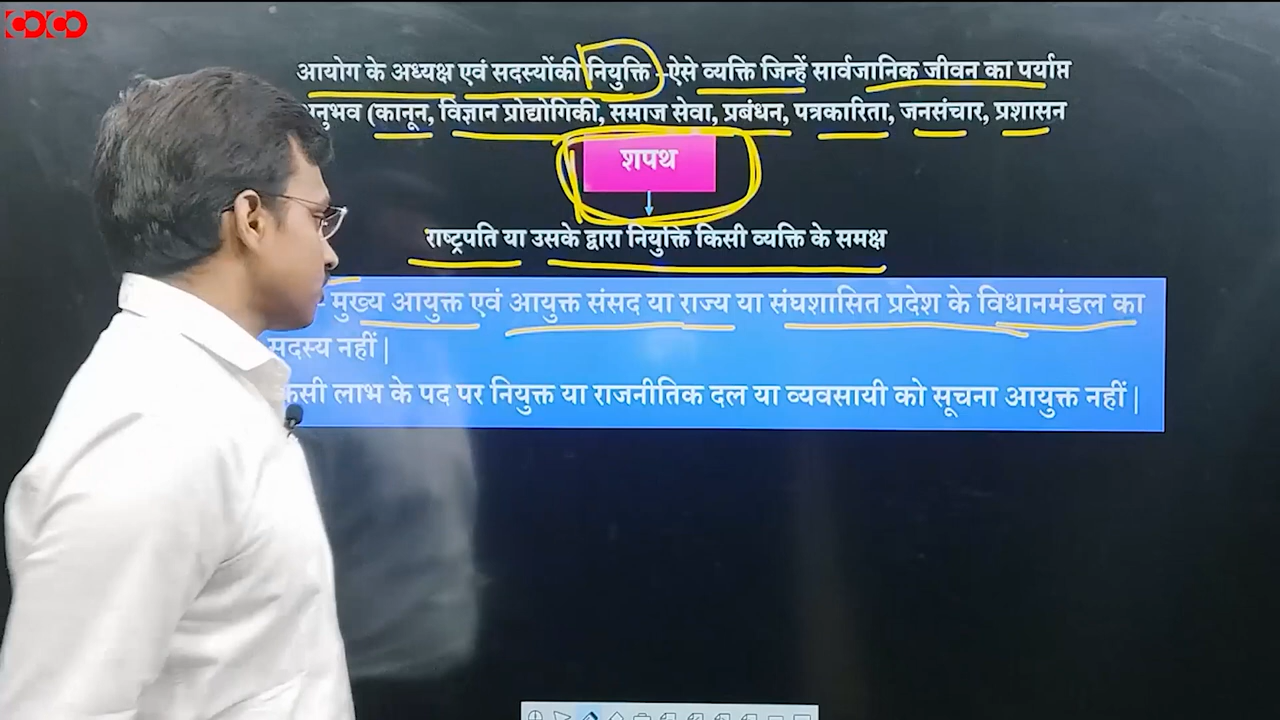 COCO
आयोग के अध्यक्ष एवं सदस्योंकी नियुक्ति -ऐसे व्यक्ति जिन्हें सार्वजानिक जीवन का पर्याप्त
नुभव (कानून, विज्ञान प्रोद्योगिकी, समाज सेवा, प्रबंधन, पत्रकारिता, जनसंचार, प्रशासन
शपथ
राष्ट्रपति या उसके द्वारा नियुक्ति किसी व्यक्ति के समक्ष
मुख्य आयुक्त एवं आयुक्त संसद या राज्य या संघशासित प्रदेश के विधानमंडल का
सदस्य नहीं |
केसी लाभ के पद पर नियुक्त या राजनीतिक दल या व्यवसायी को सूचना आयुक्त नहीं |